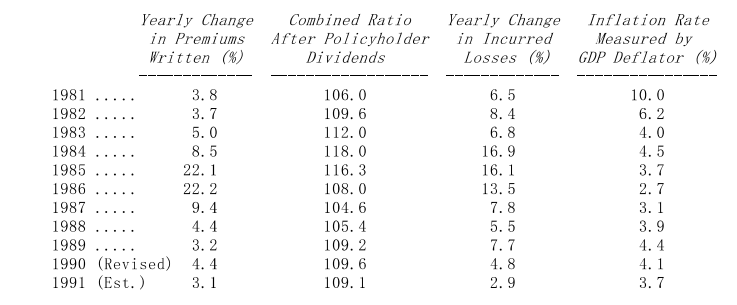 Yearly Change Combined Ratio Yearly Change Inflation Rate
in Premiums After Policyholder in Incurred Measured by
Written (%) Dividends Losses (%) GDP Deflator (%)
------------- ------------------ ------------- ----------------
1981 ..... 3.8 106.0 6.5 10.0
1982 ..... 3.7 109.6 8.4 6.2
1983 ..... 5.0 112.0 6.8 4.0
1984 ..... 8.5 118.0 16.9 4.5
1985 ..... 22.1 116.3 16.1 3.7
1986 ..... 22.2 108.0 13.5 2.7
1987 ..... 9.4 104.6 7.8 3.1
1988 ..... 4.4 105.4 5.5 3.9
1989 ..... 3.2 109.2 7.7 4.4
1990 (Revised) 4.4 109.6 4.8 4.1
1991 (Est.) 3.1 109.1 2.9 3.7